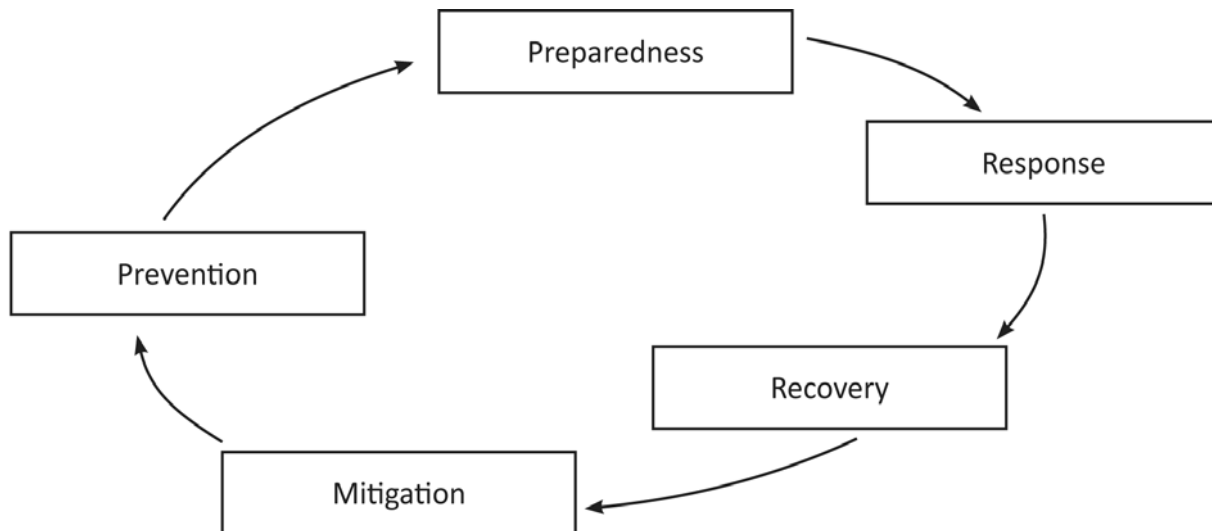 Preparedness
Response
Prevention
Recovery
Mitigation